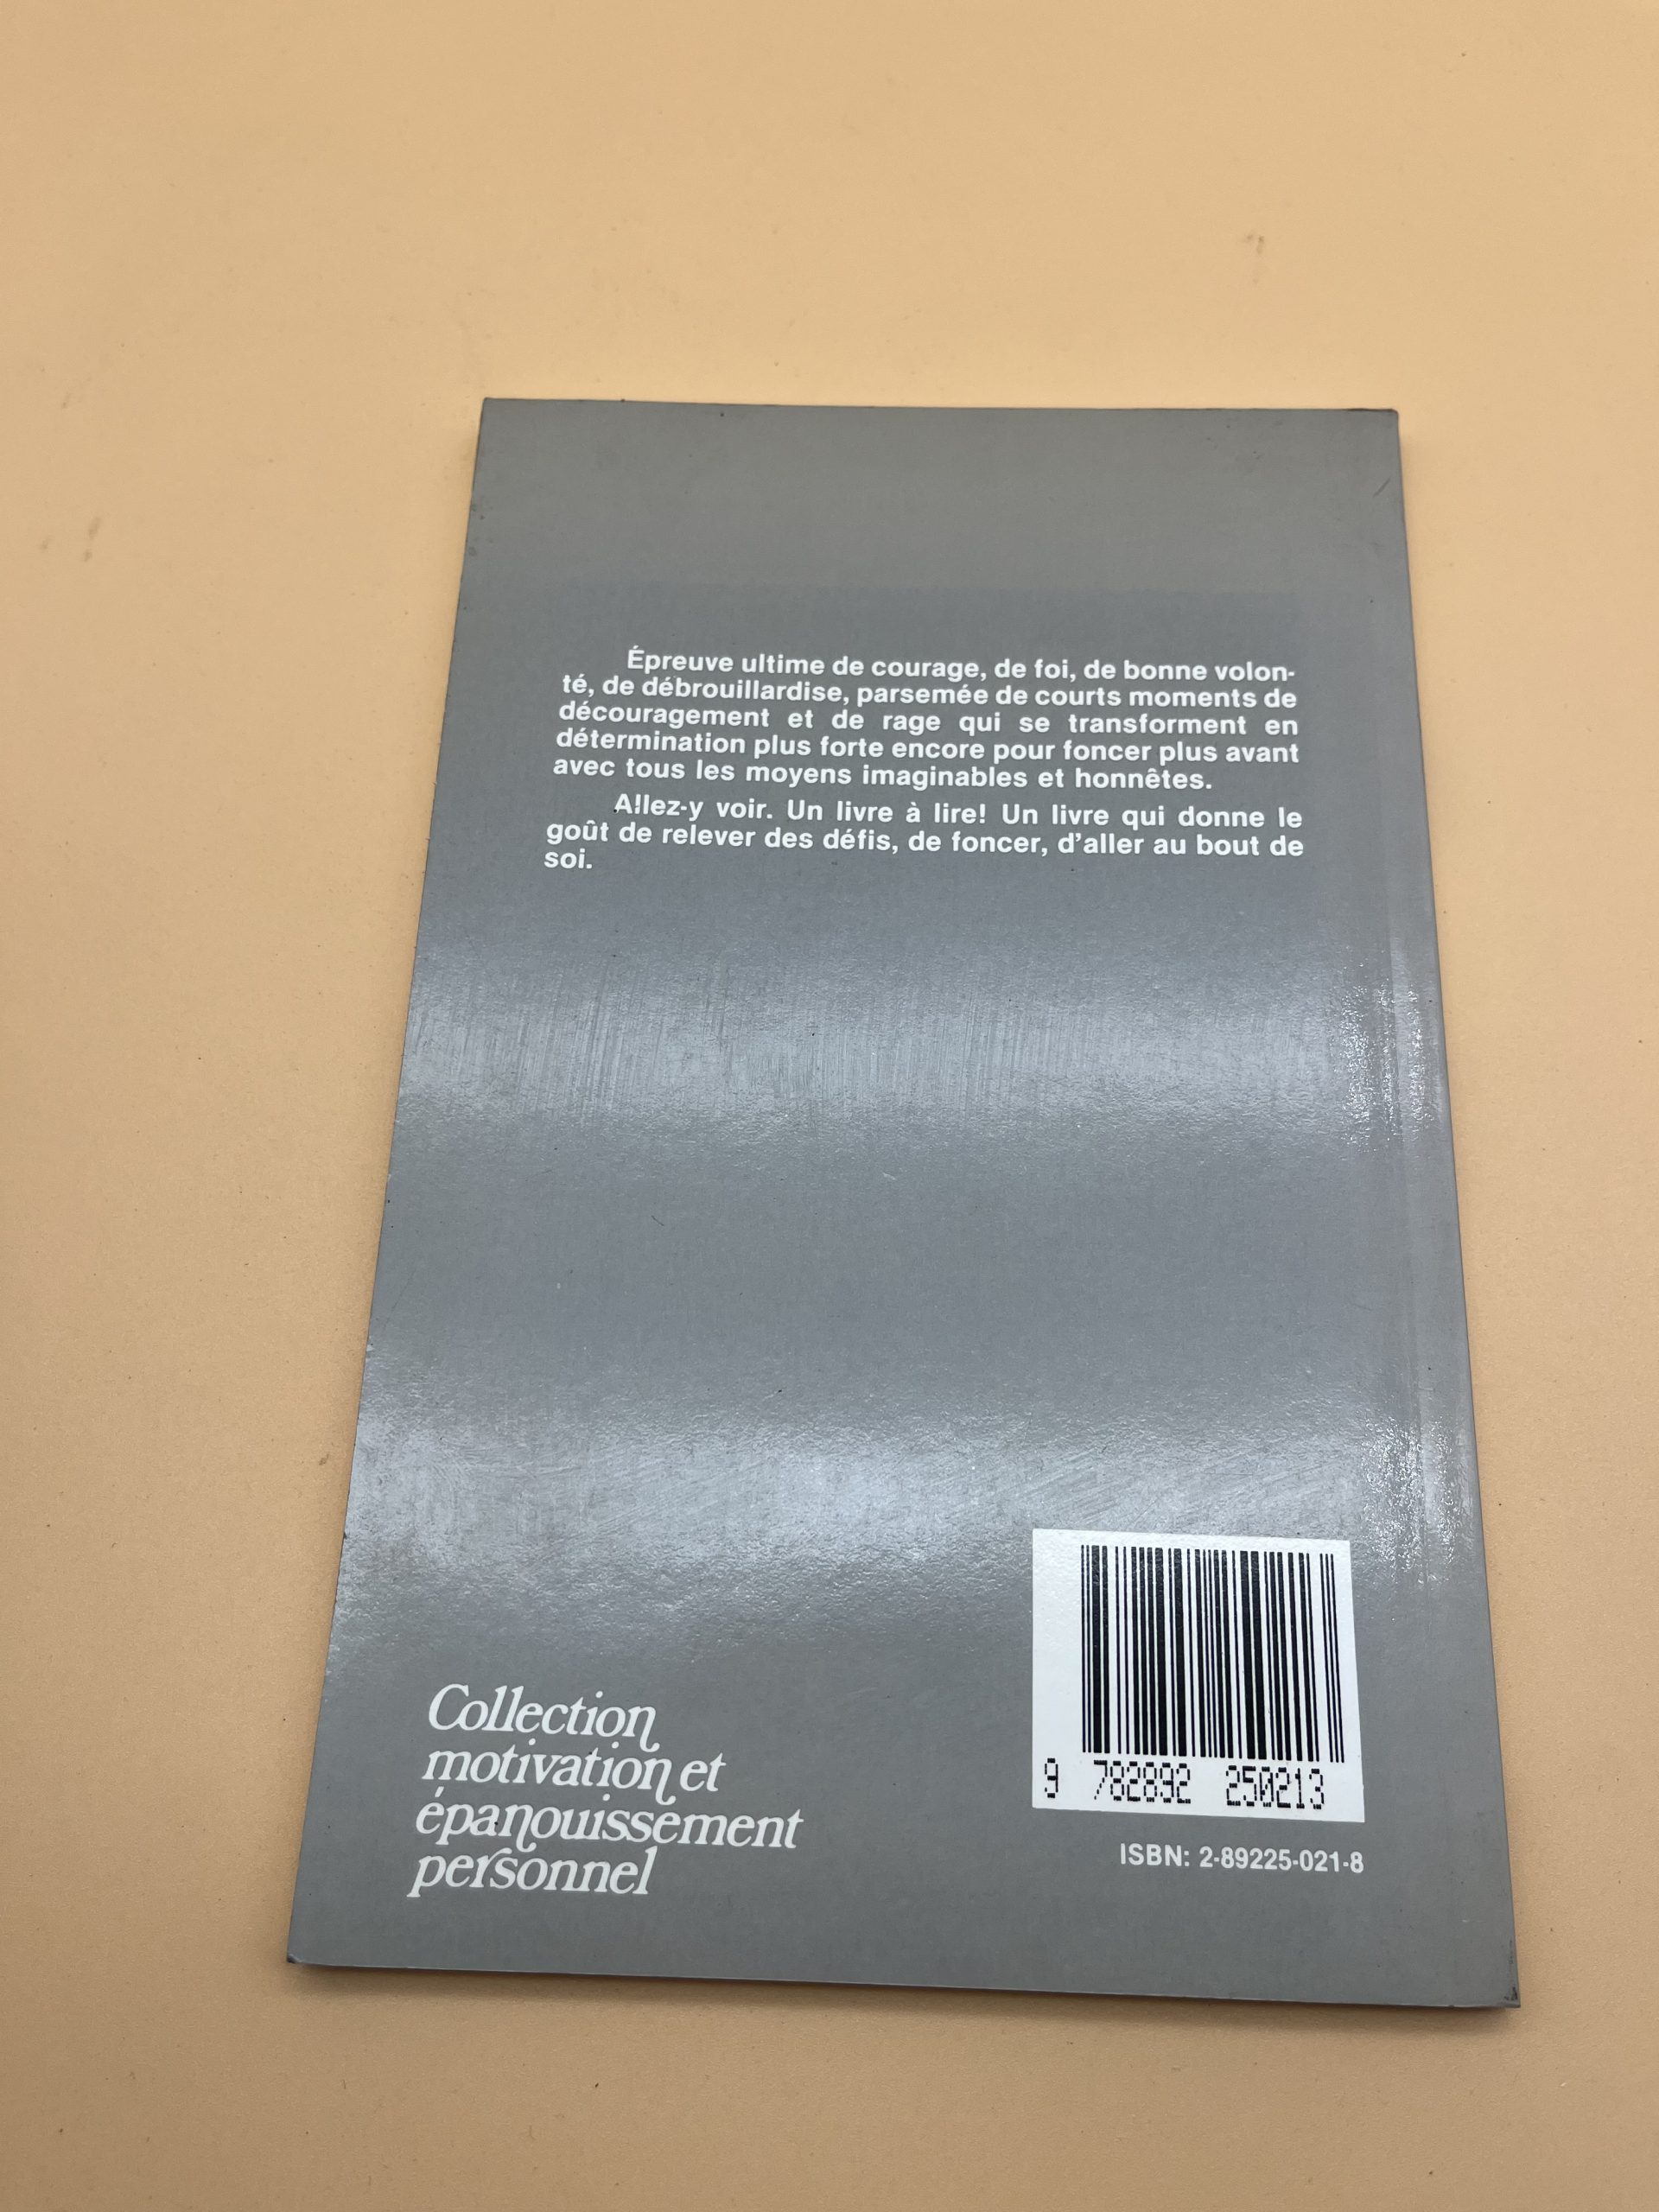 Épreuve ultime de courage, de foi, de bonne volon-
té, de débrouillardise, parsemée de courts moments de
découragement et de rage qui se transforment en
détermination plus forte encore pour foncer plus avant
avec tous les moyens imaginables et honnêtes.
Allez-y voir. Un livre à lire! Un livre qui donne le
goût de relever des défis, de foncer, d'aller au bout de
soi.
Collection
motivation et
épanouissement
personnel
9 782892 250213
ISBN: 2-89225-021-8